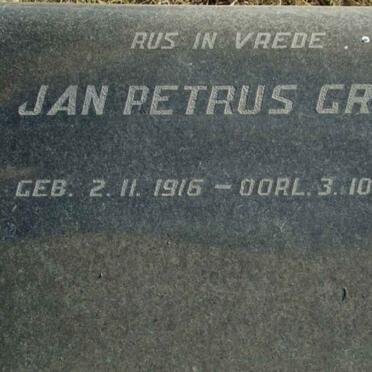 RUS IN VREDE
JAN PETRUS GR
GEB. 2. 11. 1916 – OORL. 3. 10